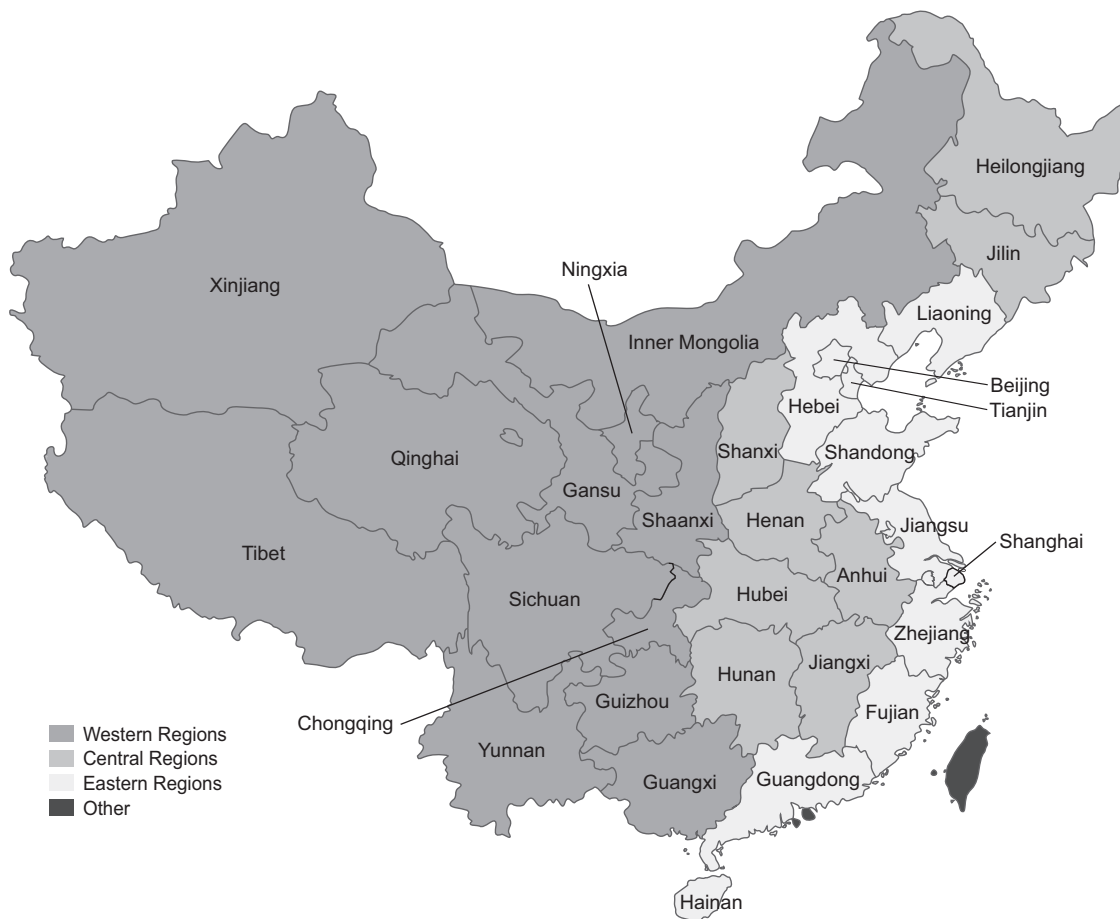 Heilongjiang
Jilin
Ningxia
Xinjiang
Liaoning
Inner Mongolia
Beijing
Hebei
Tianjin
Shanxi
Shandong
Qinghai
Gansu
Shaanxi
Henan
Jiangsu
Shanghai
Tibet
Anhui
Hubei
Sichuan
Zhejiang
Jiangxi
Hunan
Guizhou
Chongqing
Fujian
Yunnan
Guangxi
Guangdong
Hainan
Western Regions
Central Regions
Eastern Regions
Other